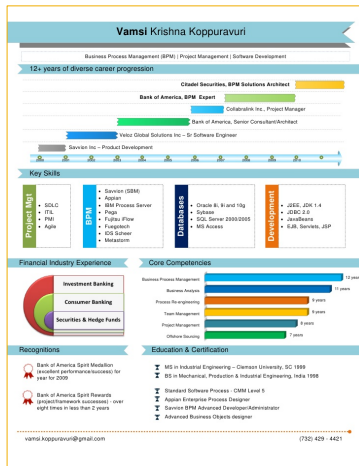 Vamsi Krishna Koppuravuri
Business Process Management (BPM) | Project Management | Software Development
12+ years of diverse career progression
Citadel Securities, BPM Solutions Architect
Bank of America, BPM Expert
Collabralink Inc., Project Manager
Bank of America, Senior Consultant/Architect
Veloz Global Solutions Inc – Sr Software Engineer
Savvion Inc – Product Development
Key Skills
Project Mgt
SDLC
ITIL
PMI
Agile
BPM
Savvion (SBM)
Appian
IBM Process Server
Pega
Fujitsu iFlow
Fuegotech
IDS Scheer
Metastorm
Databases
Oracle 8i, 9i and 10g
Sybase
SQL Server 2000/2005
MS Access
Development
J2EE, JDK 1.4
JDBC 2.0
JavaBeans
EJB, Servlets, JSP
Financial Industry Experience
Investment Banking
Consumer Banking
Securities & Hedge Funds
Core Competencies
Business Process Management 12 years
Business Analysis 11 years
Process Re-engineering 9 years
Team Management 9 years
Project Management 8 years
Offshore Sourcing 7 years
Recognitions
Bank of America Spirit Medallion
(excellent performance/success) for
year for 2009
Bank of America Spirit Rewards
(project/framework successes) - over
eight times in less than 2 years
Education & Certification
MS in Industrial Engineering – Clemson University, SC 1999
BS in Mechanical, Production & Industrial Engineering, India 1996
Standard Software Process - CMM Level 5
Appian Enterprise Process Designer
Savvion BPM Advanced Developer/Administrator
Advanced Business Objects designer
vamsi.koppuravuri@gmail.com (732) 429 - 4421